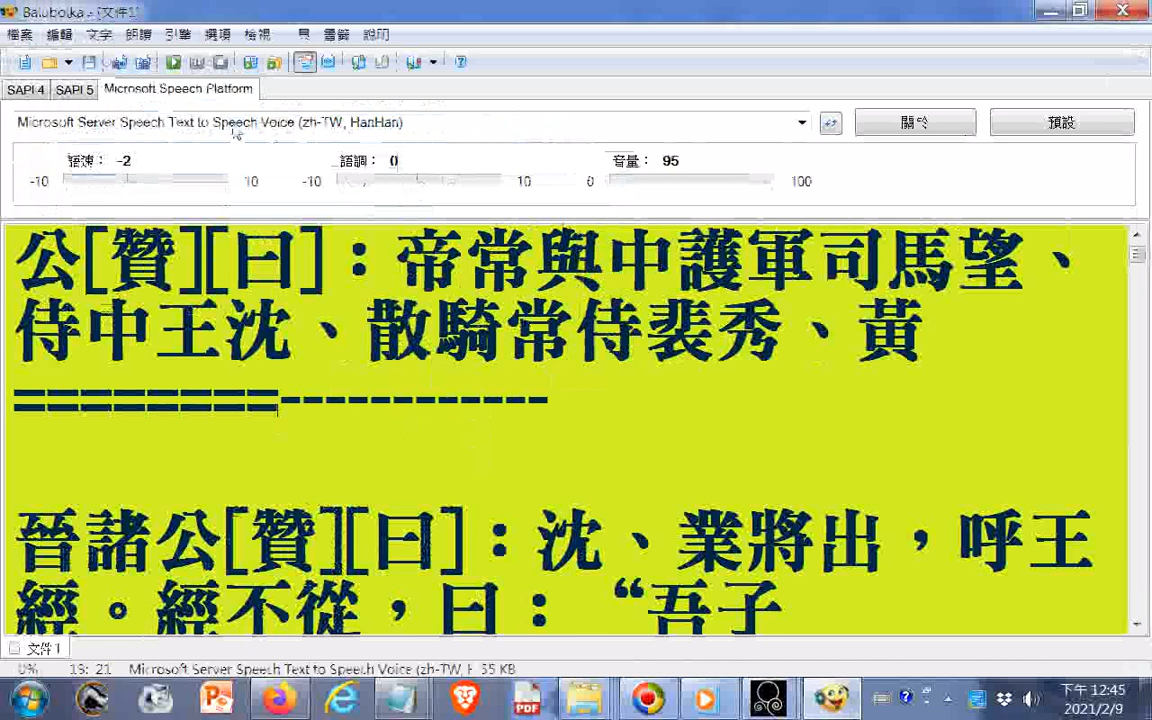 Balabolka - [文件1]
檔案 編輯 文字 朗讀 引擎 選項 檢視 說明
SAPI 4 SAPI 5 Microsoft Speech Platform
Microsoft Server Speech Text to Speech Voice (zh-TW, HanHan)
預設
語速： -2 語調： 0 音量： 95
-10 10 -10 10 0 100
公[贊][曰]：帝常與中護軍司馬望、
侍中王沈、散騎常侍裴秀、黃
========------------
晉諸公[贊][曰]：沈、業將出，呼王
經。經不從，曰：“吾子
文件1
0% 19: 21 Microsoft Server Speech Text to Speech Voice (zh-TW, 35 KB
下午 12:45
2021/2/9